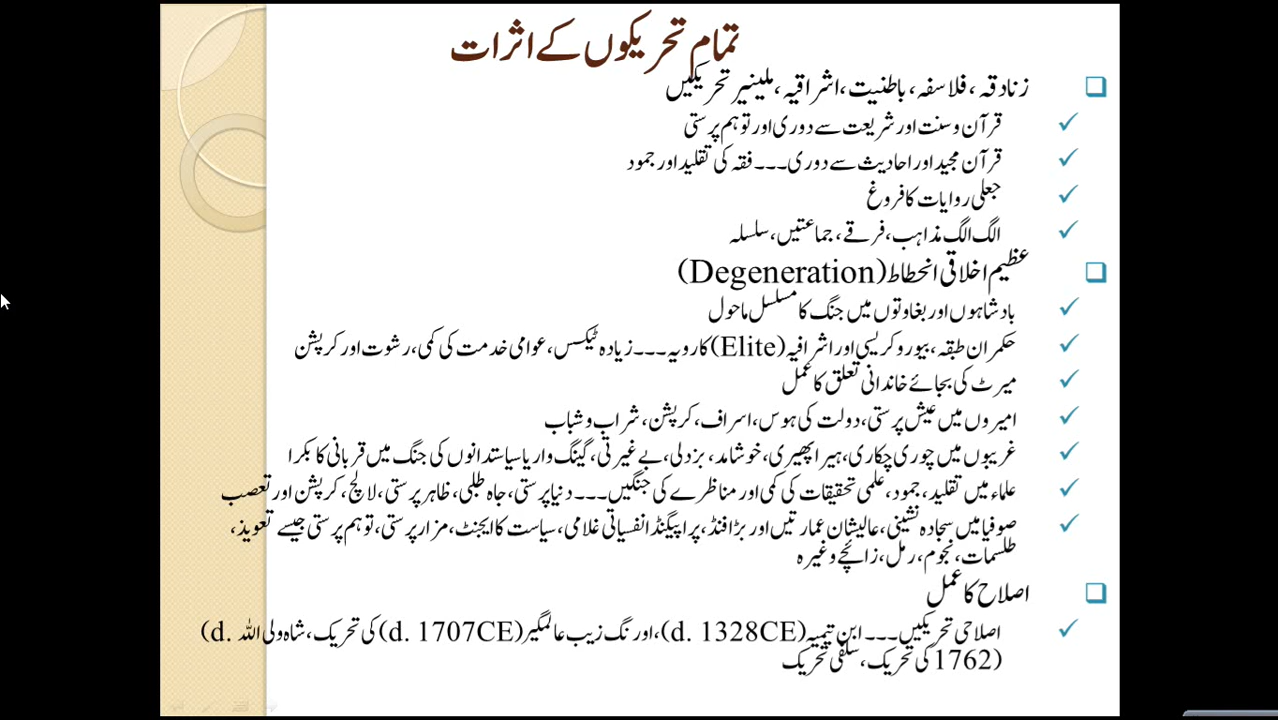 تمام تحریکوں کے اثرات
زنادقہ، فلاسفہ، باطنیت، اشراقیہ، ملینیر تحریکیں
قرآن و سنت اور شریعت سے دوری اور توہم پرستی
قرآن مجید اور احادیث سے دوری۔۔۔ فقہ کی تقلید اور جمود
جعلی روایات کا فروغ
الگ الگ مذاہب، فرقے، جماعتیں، سلسلہ
عظیم اخلاقی انحطاط (Degeneration)
بادشاہوں اور بغاوتوں میں جنگ کا مسلسل ماحول
حکمران طبقہ، بیوروکریسی اور اشرافیہ (Elite) کا رویہ۔۔۔ زیادہ ٹیکسس، عوامی خدمت کی کمی، رشوت اور کرپشن
میرٹ کی بجائے خاندانی تعلق کا عمل
امیروں میں عیش پرستی، دولت کی ہوس، اسراف، کرپشن، شراب و شباب
غریبوں میں چوری چکاری، ہیرا پھیری، خوشامد، بزدلی، بے غیرتی، گینگ وار یا سیاستدانوں کی جنگ میں قربانی کا بکرا
علماء میں تقلید، جمود، علمی تحقیقات کی کمی اور مناظرے کی جنگیں۔۔۔ دنیا پرستی، جاہ طلبی، ظاہر پرستی، لالچ، کرپشن اور تعصب
صوفیا میں سجادہ نشینی، عالیشان عمارتیں اور بڑا فنڈ، پراپیگنڈا نفسیاتی غلامی، سیاست کا ایجنٹ، مزار پرستی، توہم پرستی جیسے تعویذ،
طلسمات، نجوم، رمل، زائچے وغیرہ
اصلاح کا عمل
اصلاحی تحریکیں۔۔۔ ابن تیمیہ (d. 1328CE)، اورنگ زیب عالمگیر (d. 1707CE) کی تحریک، شاہ ولی اللہ (d.
1762) کی تحریک، سلفی تحریک